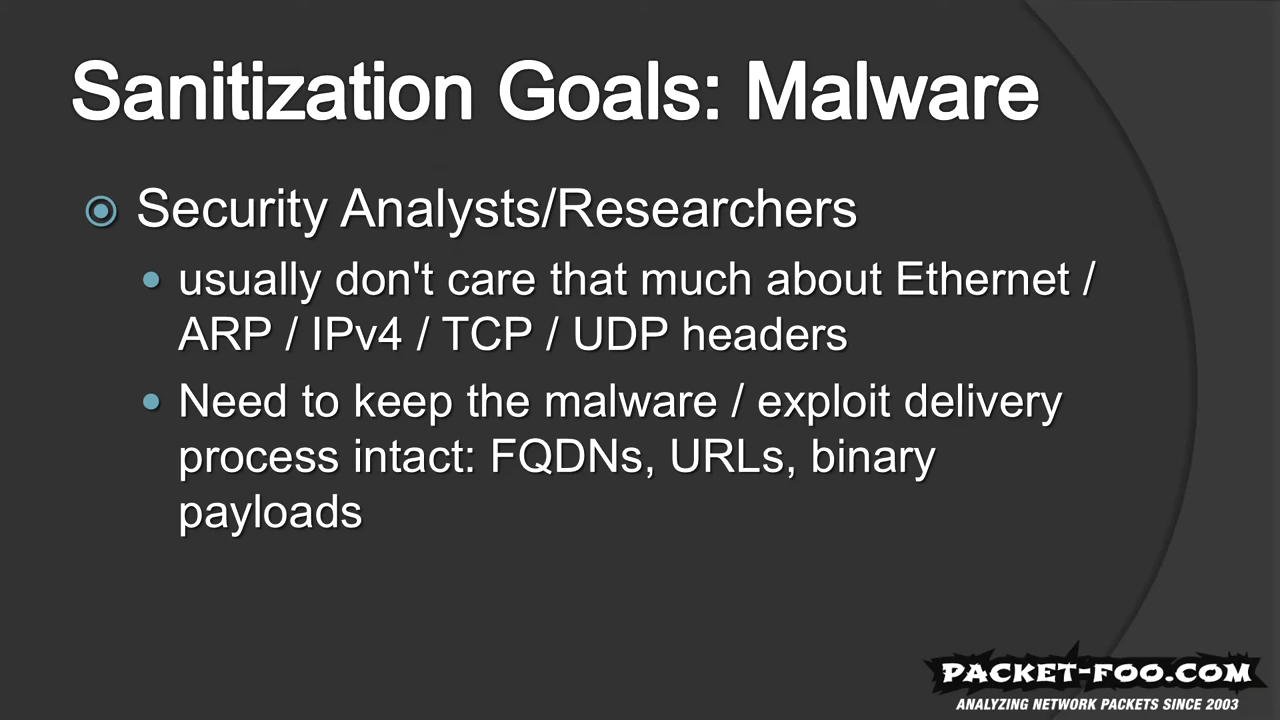 Sanitization Goals: Malware
Security Analysts/Researchers
usually don't care that much about Ethernet /
ARP / IPv4 / TCP / UDP headers
Need to keep the malware / exploit delivery
process intact: FQDNs, URLs, binary
payloads
PACKET-FOO.COM
ANALYZING NETWORK PACKETS SINCE 2003